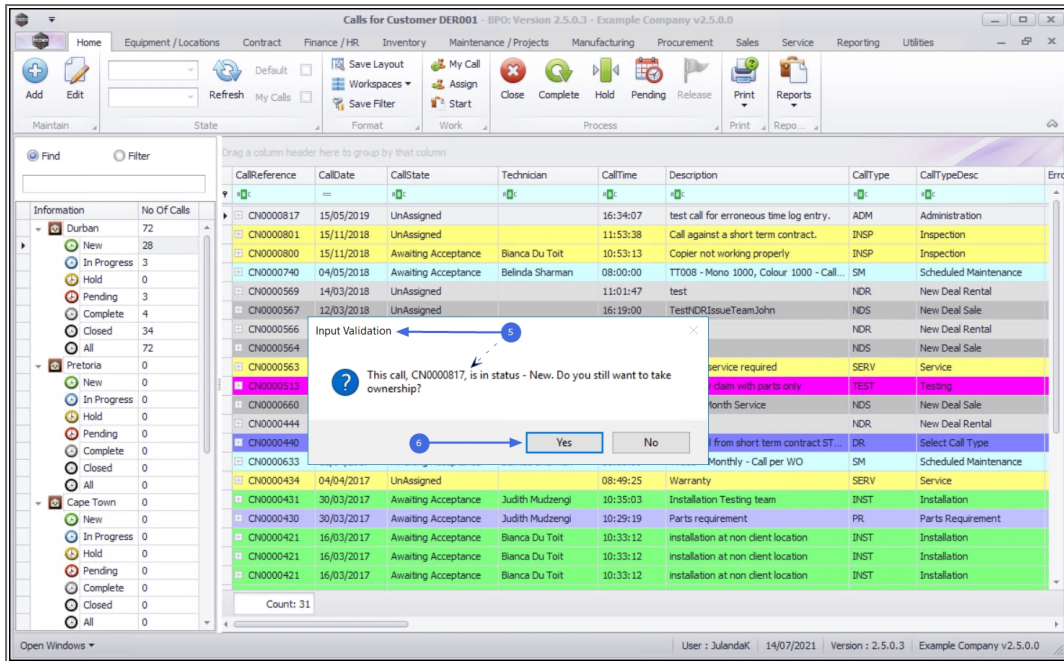 Calls for Customer DER001 - BPO: Version 2.5.0.3 - Example Company v2.5.0.0
Home Equipment / Locations Contract Finance / HR Inventory Maintenance / Projects Manufacturing Procurement Sales Service Reporting Utilities
Add Edit Refresh Default My Calls Save Layout Workspaces Save Filter My Call Assign Start Close Complete Hold Pending Release Print Reports
Maintain State Format Work Process Print Repo...
Find Filter
Drag a column header here to group by that column
CallReference CallDate CallState Technician CallTime Description CallType CallTypeDesc Erro
Information No Of Calls
Durban 72
New 28
In Progress 3
Hold 0
Pending 3
Complete 4
Closed 34
All 72
Pretoria 0
New 0
In Progress 0
Hold 0
Pending 0
Complete 0
Closed 0
All 0
Cape Town 0
New 0
In Progress 0
Hold 0
Pending 0
Complete 0
Closed 0
All 0
CN0000817 15/05/2019 UnAssigned 16:34:07 test call for erroneous time log entry. ADM Administration
CN0000801 15/11/2018 UnAssigned 11:53:38 Call against a short term contract. INSP Inspection
CN0000800 15/11/2018 Awaiting Acceptance Bianca Du Toit 10:53:13 Copier not working properly INSP Inspection
CN0000740 04/05/2018 Awaiting Acceptance Belinda Sharman 08:00:00 TT008 - Mono 1000, Colour 1000 - Call... SM Scheduled Maintenance
CN0000569 14/03/2018 UnAssigned 11:01:47 test NDR New Deal Rental
CN0000567 12/03/2018 UnAssigned 16:19:00 TestNDRIssueTeamJohn NDS New Deal Sale
CN0000566 NDR New Deal Rental
CN0000564 NDS New Deal Sale
CN0000563 service required SERV Service
CN0000513 claim with parts only TEST Testing
CN0000660 Month Service NDS New Deal Sale
CN0000444 NDR New Deal Rental
CN0000440 from short term contract ST... DR Select Call Type
CN0000633 Monthly - Call per WO SM Scheduled Maintenance
CN0000434 04/04/2017 UnAssigned 08:49:25 Warranty SERV Service
CN0000431 30/03/2017 Awaiting Acceptance Judith Mudzengi 10:35:03 Installation Testing team INST Installation
CN0000430 30/03/2017 Awaiting Acceptance Judith Mudzengi 10:29:19 Parts requirement PR Parts Requirement
CN0000421 16/03/2017 Awaiting Acceptance Bianca Du Toit 10:33:12 installation at non client location INST Installation
CN0000421 16/03/2017 Awaiting Acceptance Bianca Du Toit 10:33:12 installation at non client location INST Installation
CN0000421 16/03/2017 Awaiting Acceptance Bianca Du Toit 10:33:12 installation at non client location INST Installation
Input Validation 5
This call, CN0000817, is in status - New. Do you still want to take
ownership?
6 Yes No
Count: 31
Open Windows User : JulandaK 14/07/2021 Version : 2.5.0.3 Example Company v2.5.0.0